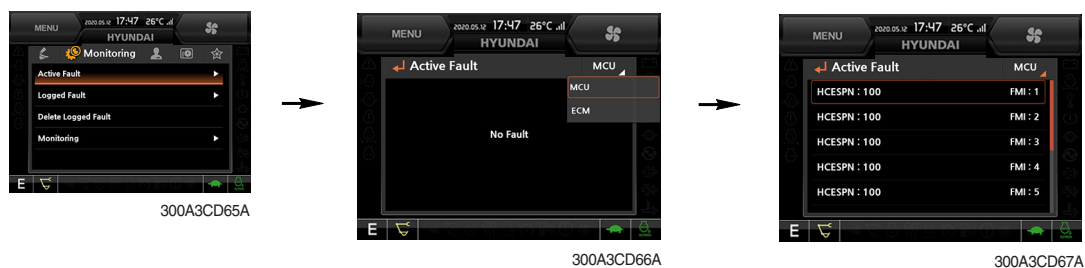 MENU
2020.05.12 17:47 26°C
HYUNDAI
Monitoring
Active Fault
Logged Fault
Delete Logged Fault
Monitoring
E
300A3CD65A
MENU
2020.05.12 17:47 26°C
HYUNDAI
Active Fault MCU
MCU
ECM
No Fault
E
300A3CD66A
MENU
2020.05.12 17:47 26°C
HYUNDAI
Active Fault MCU
HCESPN : 100 FMI : 1
HCESPN : 100 FMI : 2
HCESPN : 100 FMI : 3
HCESPN : 100 FMI : 4
HCESPN : 100 FMI : 5
E
300A3CD67A